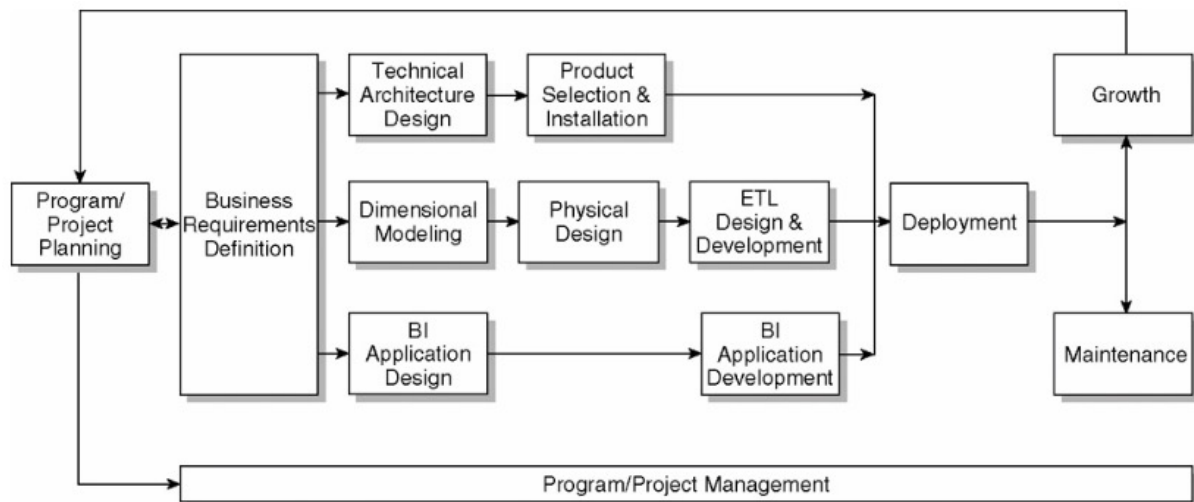 Technical
Architecture
Design
Product
Selection &
Installation
Growth
Program/
Project
Planning
Business
Requirements
Definition
Dimensional
Modeling
Physical
Design
ETL
Design &
Development
Deployment
BI
Application
Design
BI
Application
Development
Maintenance
Program/Project Management